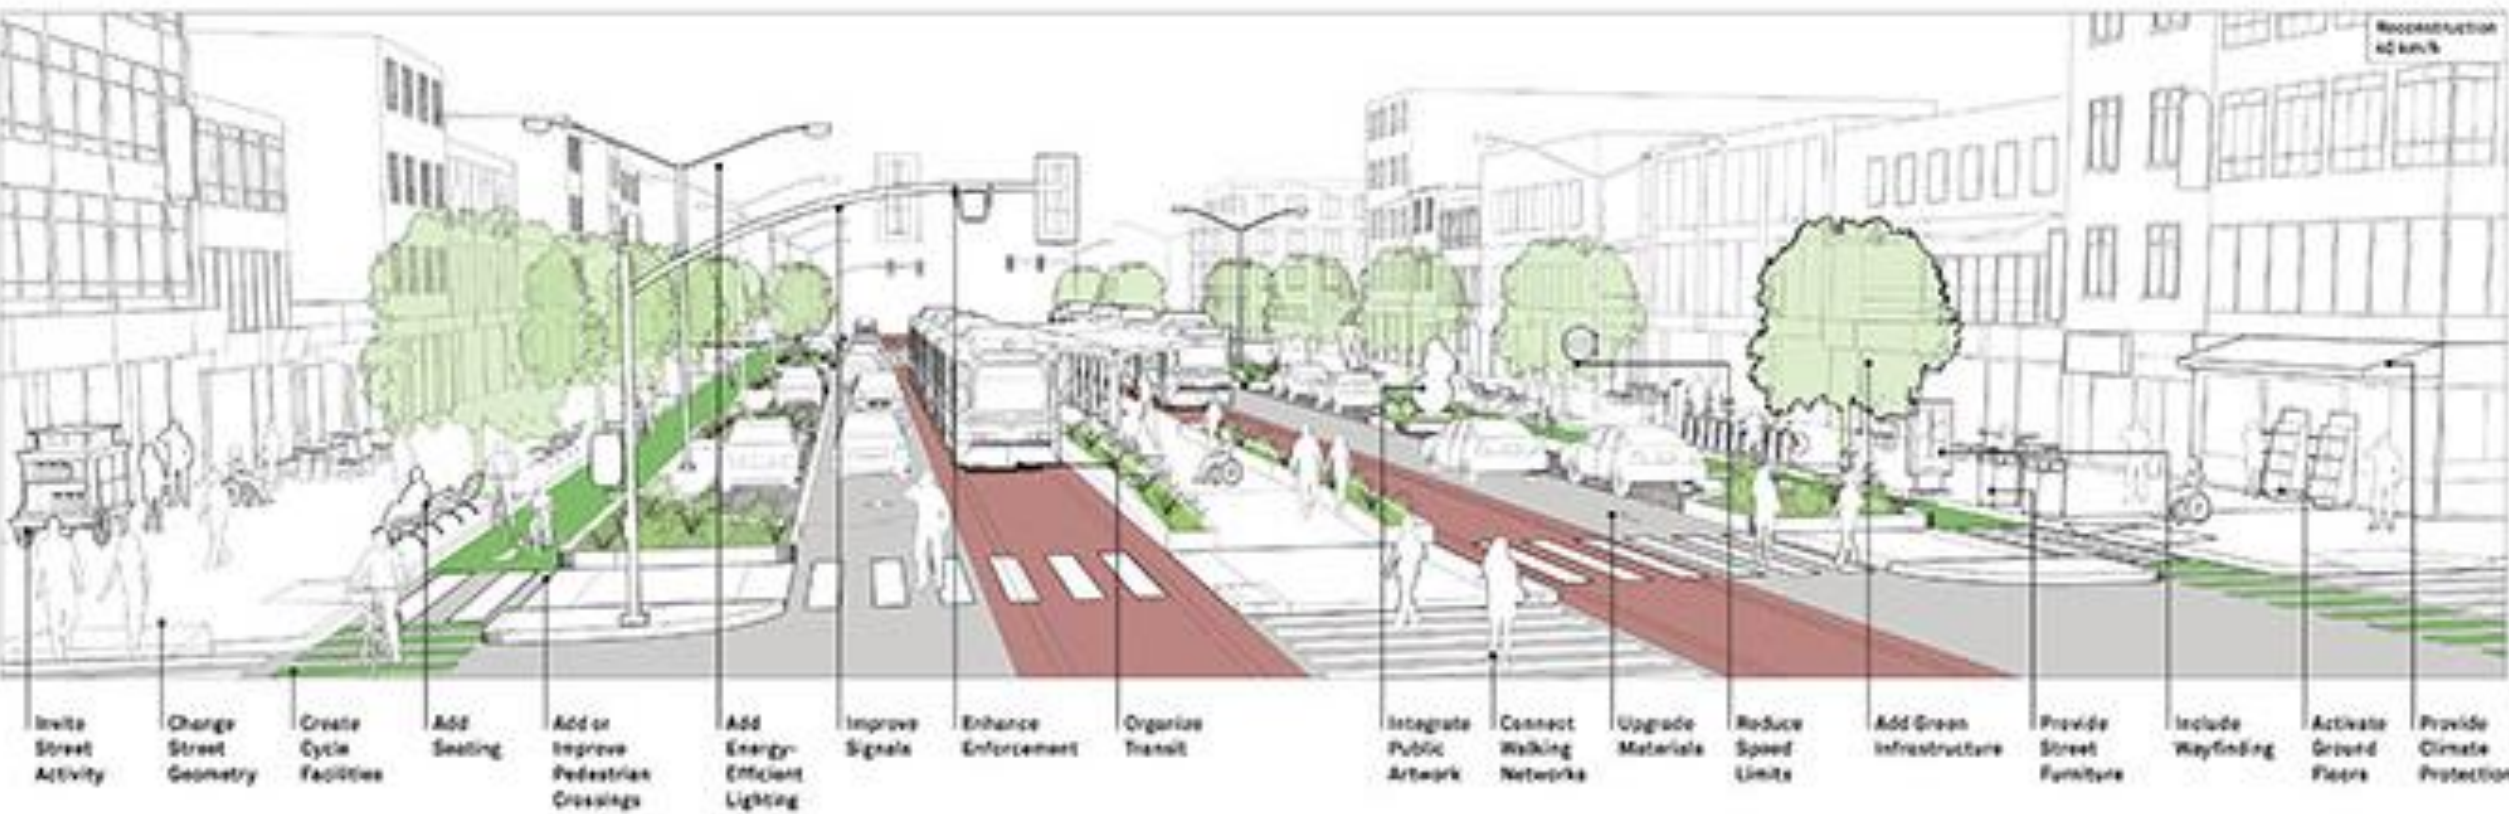 Reconstruction
60 km/h
Invite
Street
Activity
Change
Street
Geometry
Create
Cycle
Facilities
Add
Seating
Add or
Improve
Pedestrian
Crossings
Add
Energy-
Efficient
Lighting
Improve
Signals
Enhance
Enforcement
Organize
Transit
Integrate
Public
Artwork
Connect
Walking
Networks
Upgrade
Materials
Reduce
Speed
Limits
Add Green
Infrastructure
Provide
Street
Furniture
Include
Wayfinding
Activate
Ground
Floors
Provide
Climate
Protection